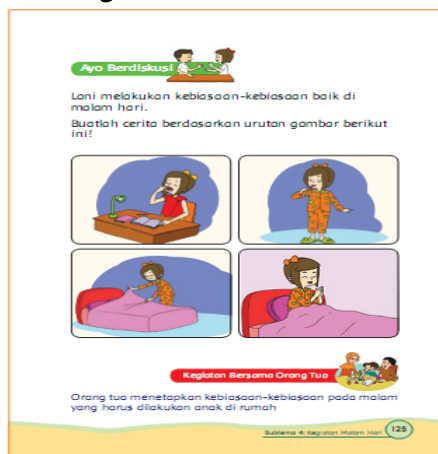 Ayo Berdiskusi
Lani melakukan kebiasaan-kebiasaan baik di
malam hari.
Buatlah cerita berdasarkan urutan gambar berikut
ini!
Kegiatan Bersama Orang Tua
Orang tua menetapkan kebiasaan-kebiasaan pada malam
yang harus dilakukan anak di rumah
Subtema 4: Kegiatan Malam Hari 125